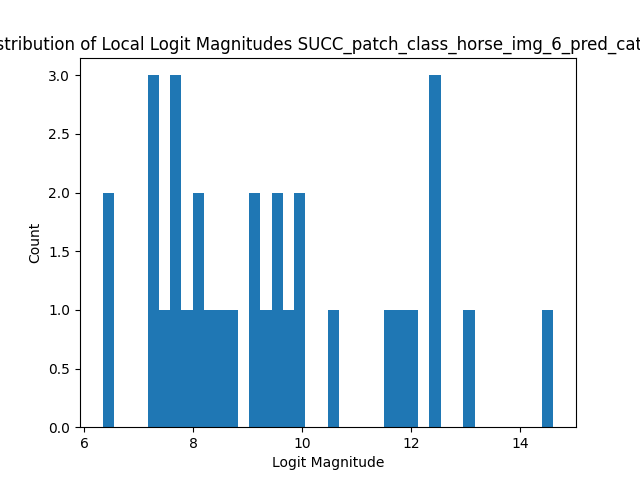 stribution of Local Logit Magnitudes SUCC_patch_class_horse_img_6_pred_cat
3.0
2.5
2.0
1.5
1.0
0.5
0.0
Count
6 8 10 12 14
Logit Magnitude